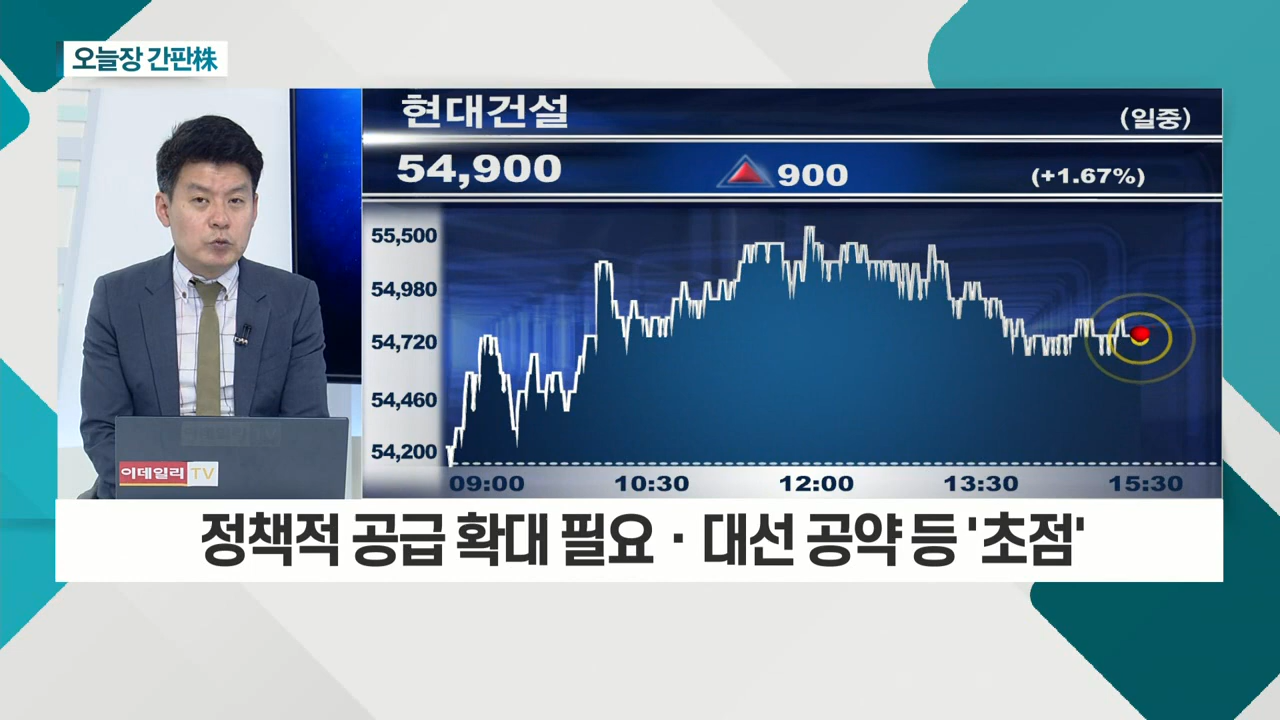 오늘장 간판株
현대건설
(일중)
54,900 900 (+1.67%)
55,500
54,980
54,720
54,460
54,200
09:00 10:30 12:00 13:30 15:30
이데일리 TV
정책적 공급 확대 필요 · 대선 공약 등 '초점'